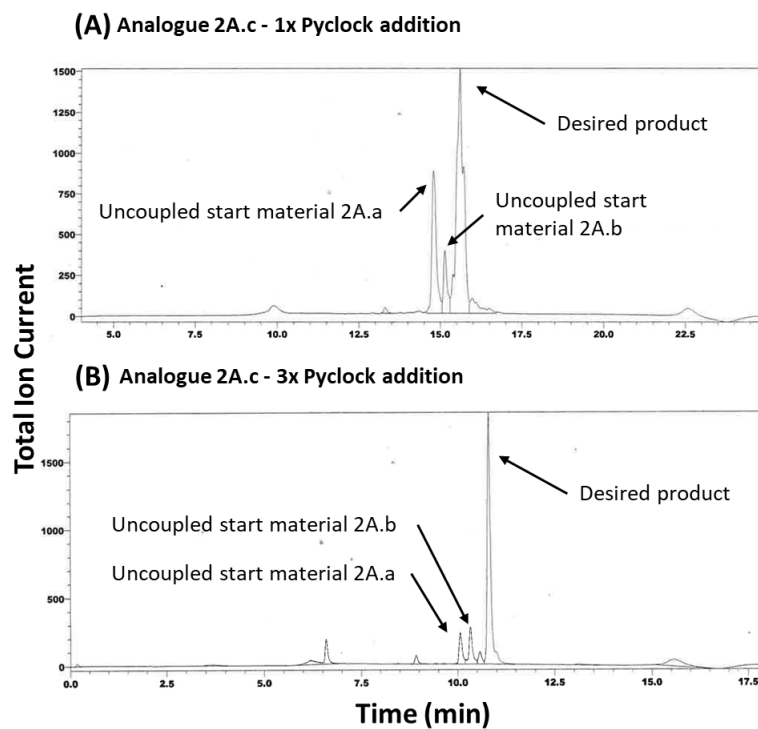 (A) Analogue 2A.c - 1x Pyclock addition
1500
1250
1000
750
500
250
0
Desired product
Uncoupled start material 2A.a
Uncoupled start
material 2A.b
5.0 7.5 10.0 12.5 15.0 17.5 20.0 22.5
Total Ion Current
(B) Analogue 2A.c - 3x Pyclock addition
1500
1000
500
0
Desired product
Uncoupled start material 2A.b
Uncoupled start material 2A.a
0.0 2.5 5.0 7.5 10.0 12.5 15.0 17.5
Time (min)